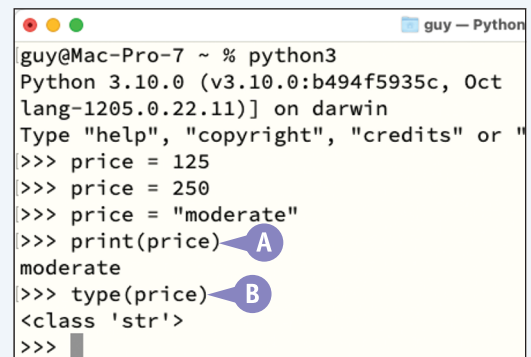 guy — Python
guy@Mac-Pro-7 ~ % python3
Python 3.10.0 (v3.10.0:b494f5935c, Oct
lang-1205.0.22.11)] on darwin
Type "help", "copyright", "credits" or "
>>> price = 125
>>> price = 250
>>> price = "moderate"
>>> print(price) A
moderate
>>> type(price) B
<class 'str'>
>>>